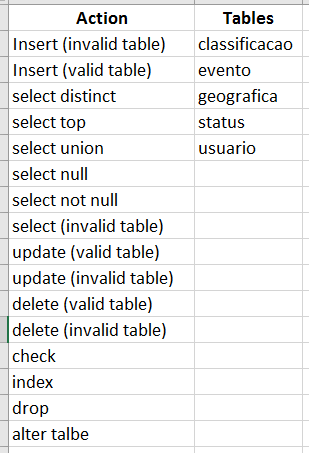 Action Tables
Insert (invalid table) classificacao
Insert (valid table) evento
select distinct geografica
select top status
select union usuario
select null
select not null
select (invalid table)
update (valid table)
update (invalid table)
delete (valid table)
delete (invalid table)
check
index
drop
alter talbe